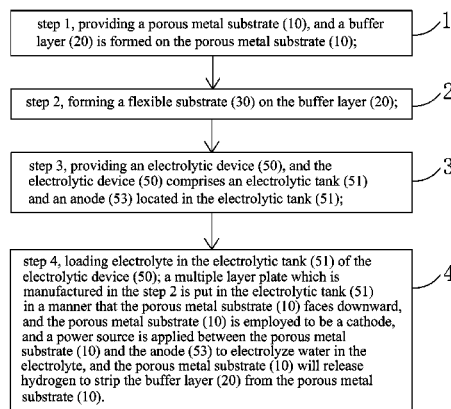 step 1, providing a porous metal substrate (10), and a buffer
layer (20) is formed on the porous metal substrate (10);
1
step 2, forming a flexible substrate (30) on the buffer layer (20);
2
step 3, providing an electrolytic device (50), and the
electrolytic device (50) comprises an electrolytic tank (51)
and an anode (53) located in the electrolytic tank (51);
3
step 4, loading electrolyte in the electrolytic tank (51) of the
electrolytic device (50); a multiple layer plate which is
manufactured in the step 2 is put in the electrolytic tank (51)
in a manner that the porous metal substrate (10) faces downward,
and the porous metal substrate (10) is employed to be a cathode,
and a power source is applied between the porous metal
substrate (10) and the anode (53) to electrolyze water in the
electrolyte, and the porous metal substrate (10) will release
hydrogen to strip the buffer layer (20) from the porous metal
substrate (10).
4